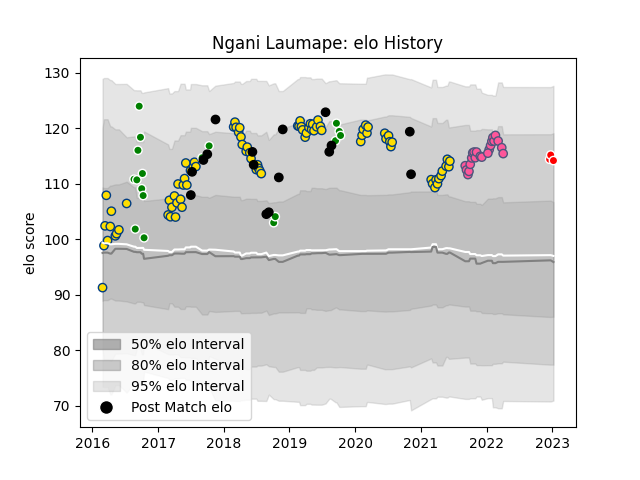 Ngani Laumape: elo History
elo score
130
120
110
100
90
80
70
50% elo Interval
80% elo Interval
95% elo Interval
Post Match elo
2016 2017 2018 2019 2020 2021 2022 2023